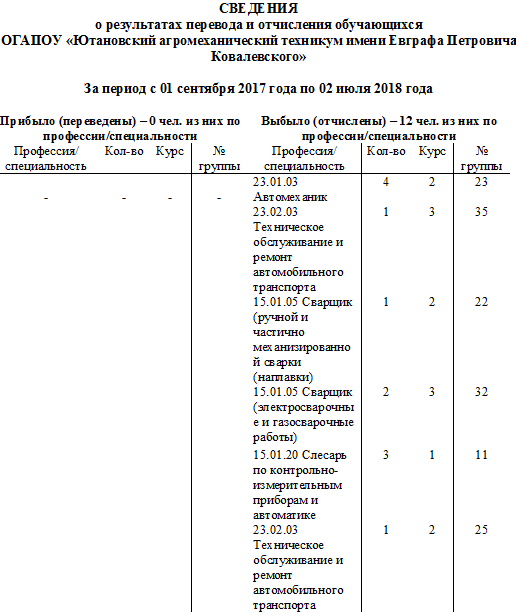 СВЕДЕНИЯ
о результатах перевода и отчисления обучающихся
ОГАПОУ «Ютановский агромеханический техникум имени Евграфа Петровича
Ковалевского»
За период с 01 сентября 2017 года по 02 июля 2018 года
Прибыло (переведены) – 0 чел. из них по
профессии/специальности
Выбыло (отчислены) – 12 чел. из них по
профессии/специальности
Профессия/ Кол-во Курс № Профессия/ Кол-во Курс №
специальность группы специальность группы
23.01.03 4 2 23
- - - - Автомеханик
23.02.03 1 3 35
Техническое
обслуживание и
ремонт
автомобильного
транспорта
15.01.05 Сварщик 1 2 22
(ручной и
частично
механизированно
й сварки
(наплавки)
15.01.05 Сварщик 2 3 32
(электросварочны
е и газосварочные
работы)
15.01.20 Слесарь 3 1 11
по контрольно-
измерительным
приборам и
автоматике
23.02.03 1 2 25
Техническое
обслуживание и
ремонт
автомобильного
транспорта